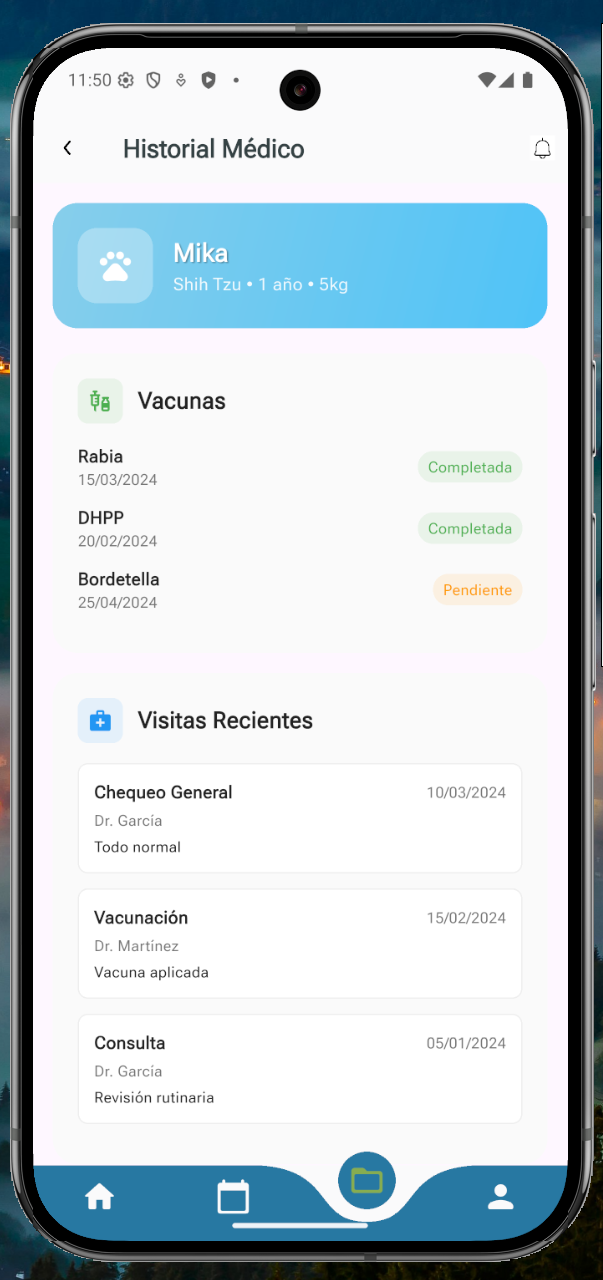 11:50
Historial Médico
Mika
Shih Tzu • 1 año • 5kg
Vacunas
Rabia
15/03/2024
Completada
DHPP
20/02/2024
Completada
Bordetella
25/04/2024
Pendiente
Visitas Recientes
Chequeo General
10/03/2024
Dr. García
Todo normal
Vacunación
15/02/2024
Dr. Martínez
Vacuna aplicada
Consulta
05/01/2024
Dr. García
Revisión rutinaria